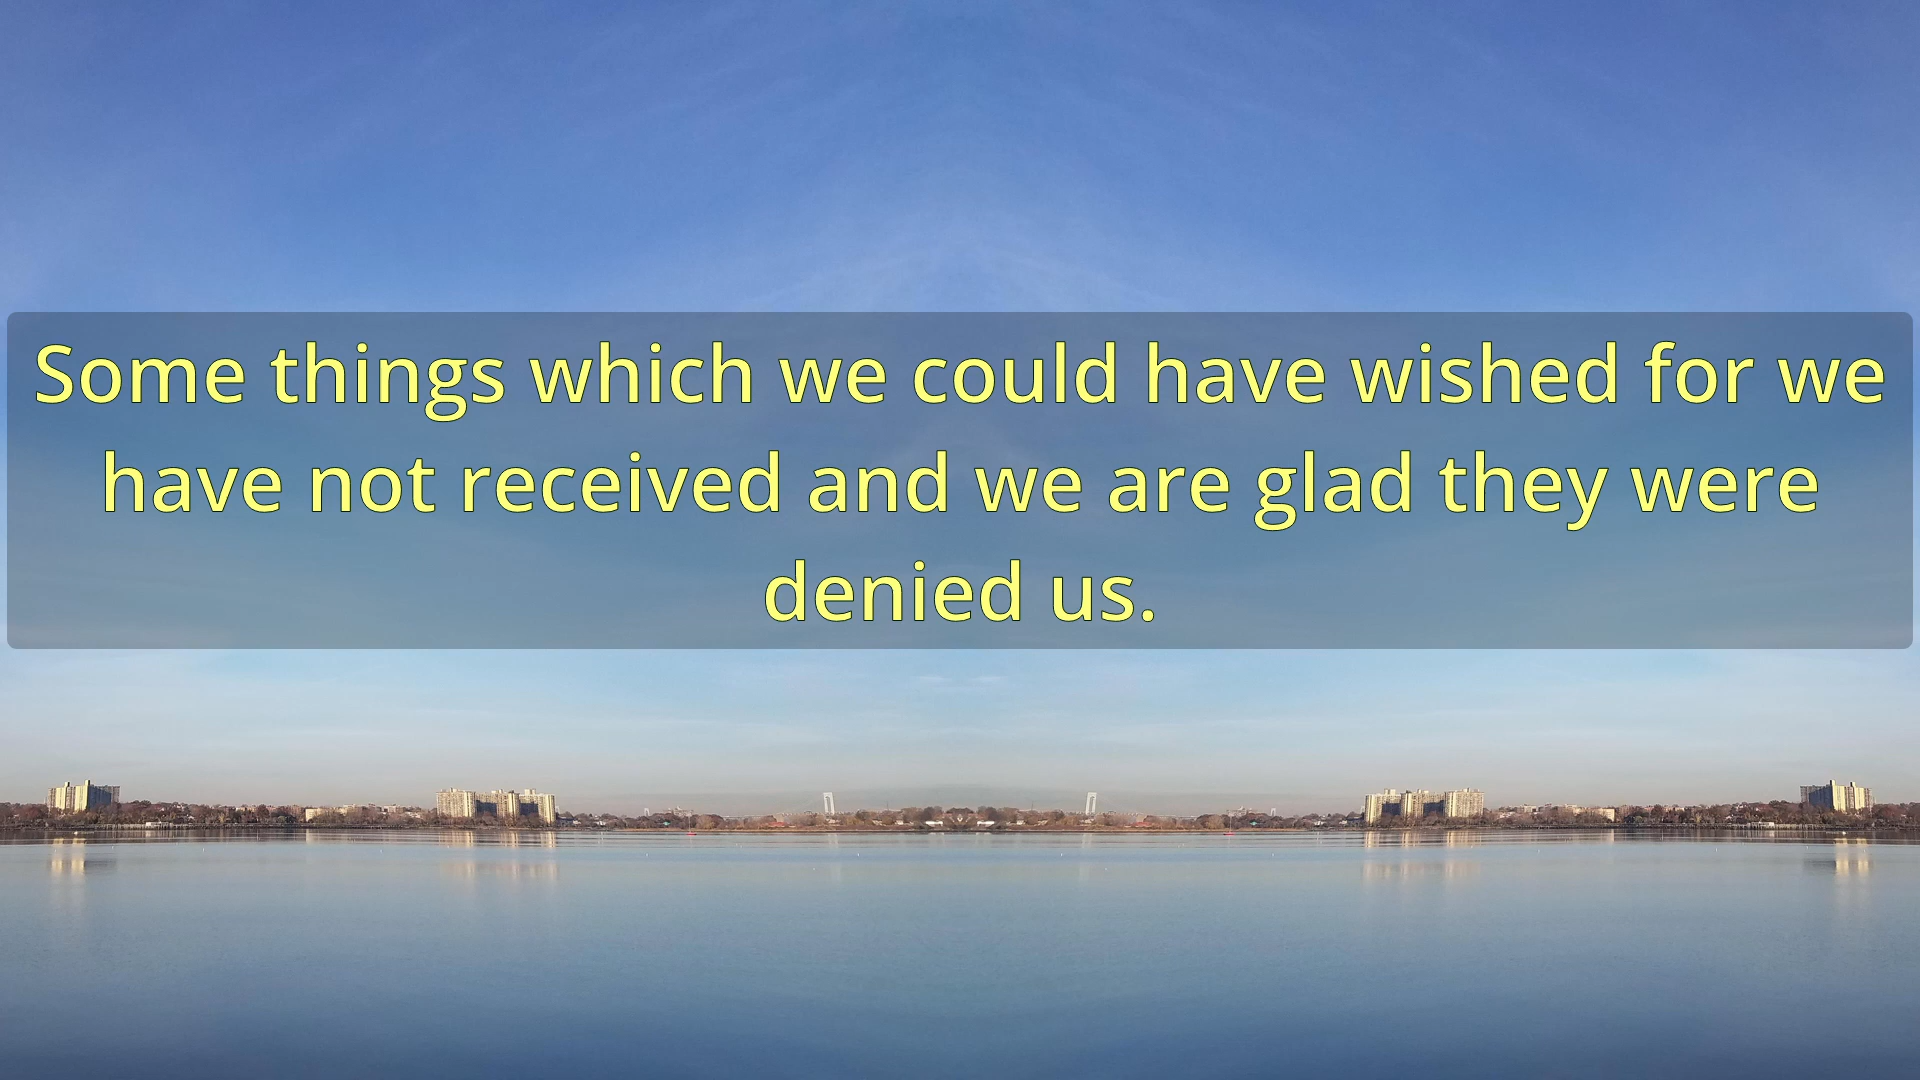 Some things which we could have wished for we
have not received and we are glad they were
denied us.